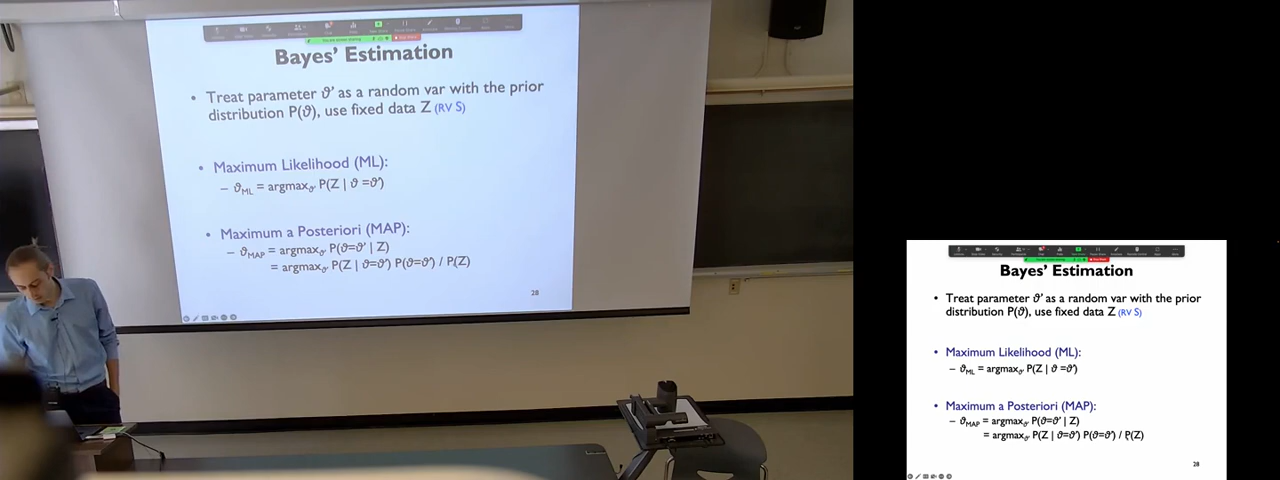 Bayes' Estimation
• Treat parameter ϑ' as a random var with the prior
distribution P(ϑ), use fixed data Z (RV S)
• Maximum Likelihood (ML):
– ϑML = argmaxϑ' P(Z | ϑ =ϑ')
• Maximum a Posteriori (MAP):
– ϑMAP = argmaxϑ' P(ϑ=ϑ' | Z)
= argmaxϑ' P(Z | ϑ=ϑ') P(ϑ=ϑ') / P(Z)
28
Bayes' Estimation
• Treat parameter ϑ' as a random var with the prior
distribution P(ϑ), use fixed data Z (RV S)
• Maximum Likelihood (ML):
– ϑML = argmaxϑ' P(Z | ϑ =ϑ')
• Maximum a Posteriori (MAP):
– ϑMAP = argmaxϑ' P(ϑ=ϑ' | Z)
= argmaxϑ' P(Z | ϑ=ϑ') P(ϑ=ϑ') / P(Z)
28